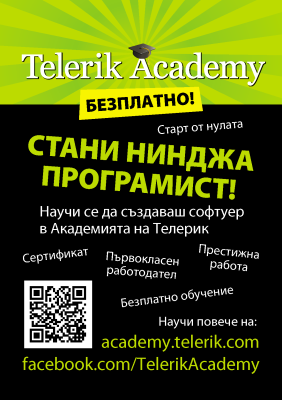 Telerik Academy
БЕЗПЛАТНО!
Старт от нулата
СТАНИ НИНДЖА
ПРОГРАМИСТ!
Научи се да създаваш софтуер
в Академията на Телерик
Сертификат
Първокласен
работодател
Престижна
работа
Безплатно обучение
Научи повече на:
academy.telerik.com
facebook.com/TelerikAcademy